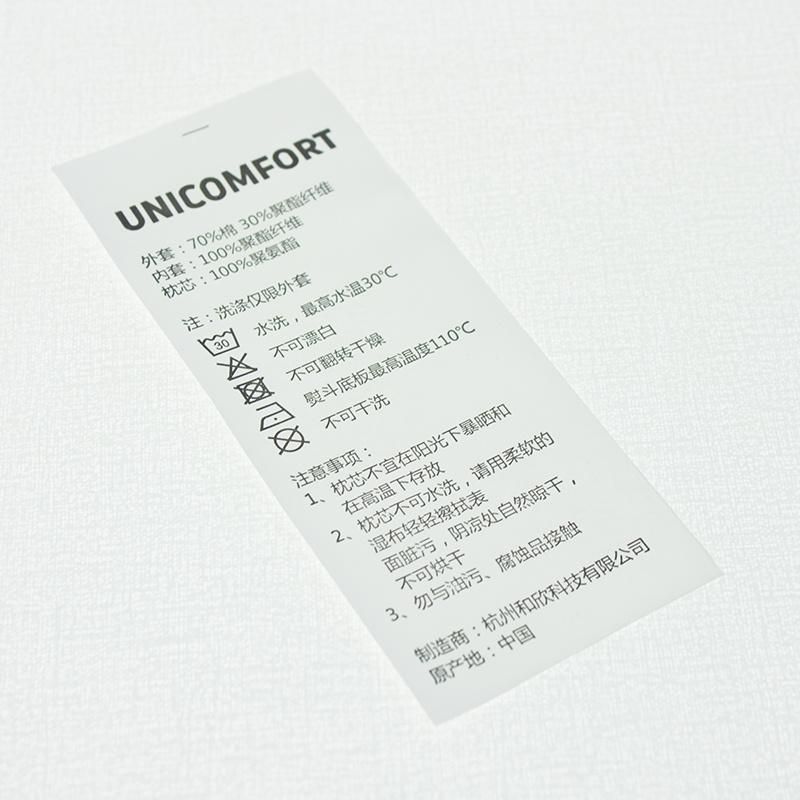 UNICOMFORT
外套：70%棉 30%聚酯纤维
内套：100%聚酯纤维
枕芯：100%聚氨酯
注：洗涤仅限外套
30 水洗，最高水温30℃
不可漂白
不可翻转干燥
熨斗底板最高温度110℃
不可干洗
注意事项：
1、枕芯不宜在阳光下暴晒和
在高温下存放
2、枕芯不可水洗，请用柔软的
湿布轻轻擦拭表
面脏污，阴凉处自然晾干，
不可烘干
3、勿与油污、腐蚀品接触
制造商：杭州和欣科技有限公司
原产地：中国